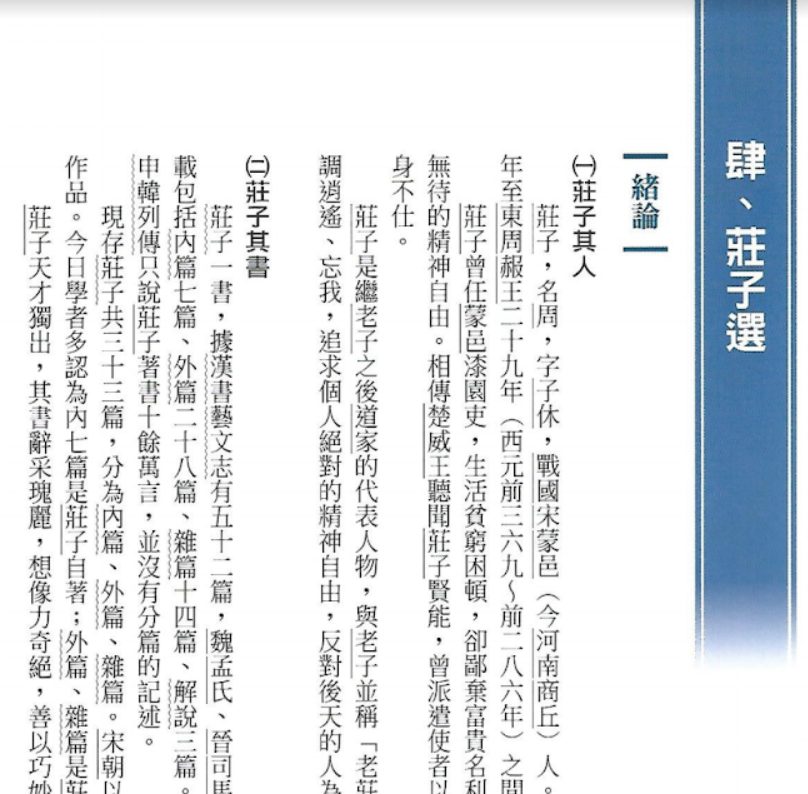 肆、莊子選
緒論
㈠莊子其人
莊子，名周，字子休，戰國宋蒙邑（今河南商丘）人。
年至東周赧王二十九年（西元前三六九～前二八六年）之間
莊子曾任蒙邑漆園吏，生活貧窮困頓，卻鄙棄富貴名利
無待的精神自由。相傳楚威王聽聞莊子賢能，曾派遣使者以
身不仕。
莊子是繼老子之後道家的代表人物，與老子並稱「老莊
調逍遙、忘我，追求個人絕對的精神自由，反對後天的人為
㈡莊子其書
莊子一書，據漢書藝文志有五十二篇，魏孟氏、晉司馬
載包括內篇七篇、外篇二十八篇、雜篇十四篇、解說三篇。
申韓列傳只說莊子著書十餘萬言，並沒有分篇的記述。
現存莊子共三十三篇，分為內篇、外篇、雜篇。宋朝以
作品。今日學者多認為內七篇是莊子自著；外篇、雜篇是莊
莊子天才獨出，其書辭采瑰麗，想像力奇絕，善以巧妙